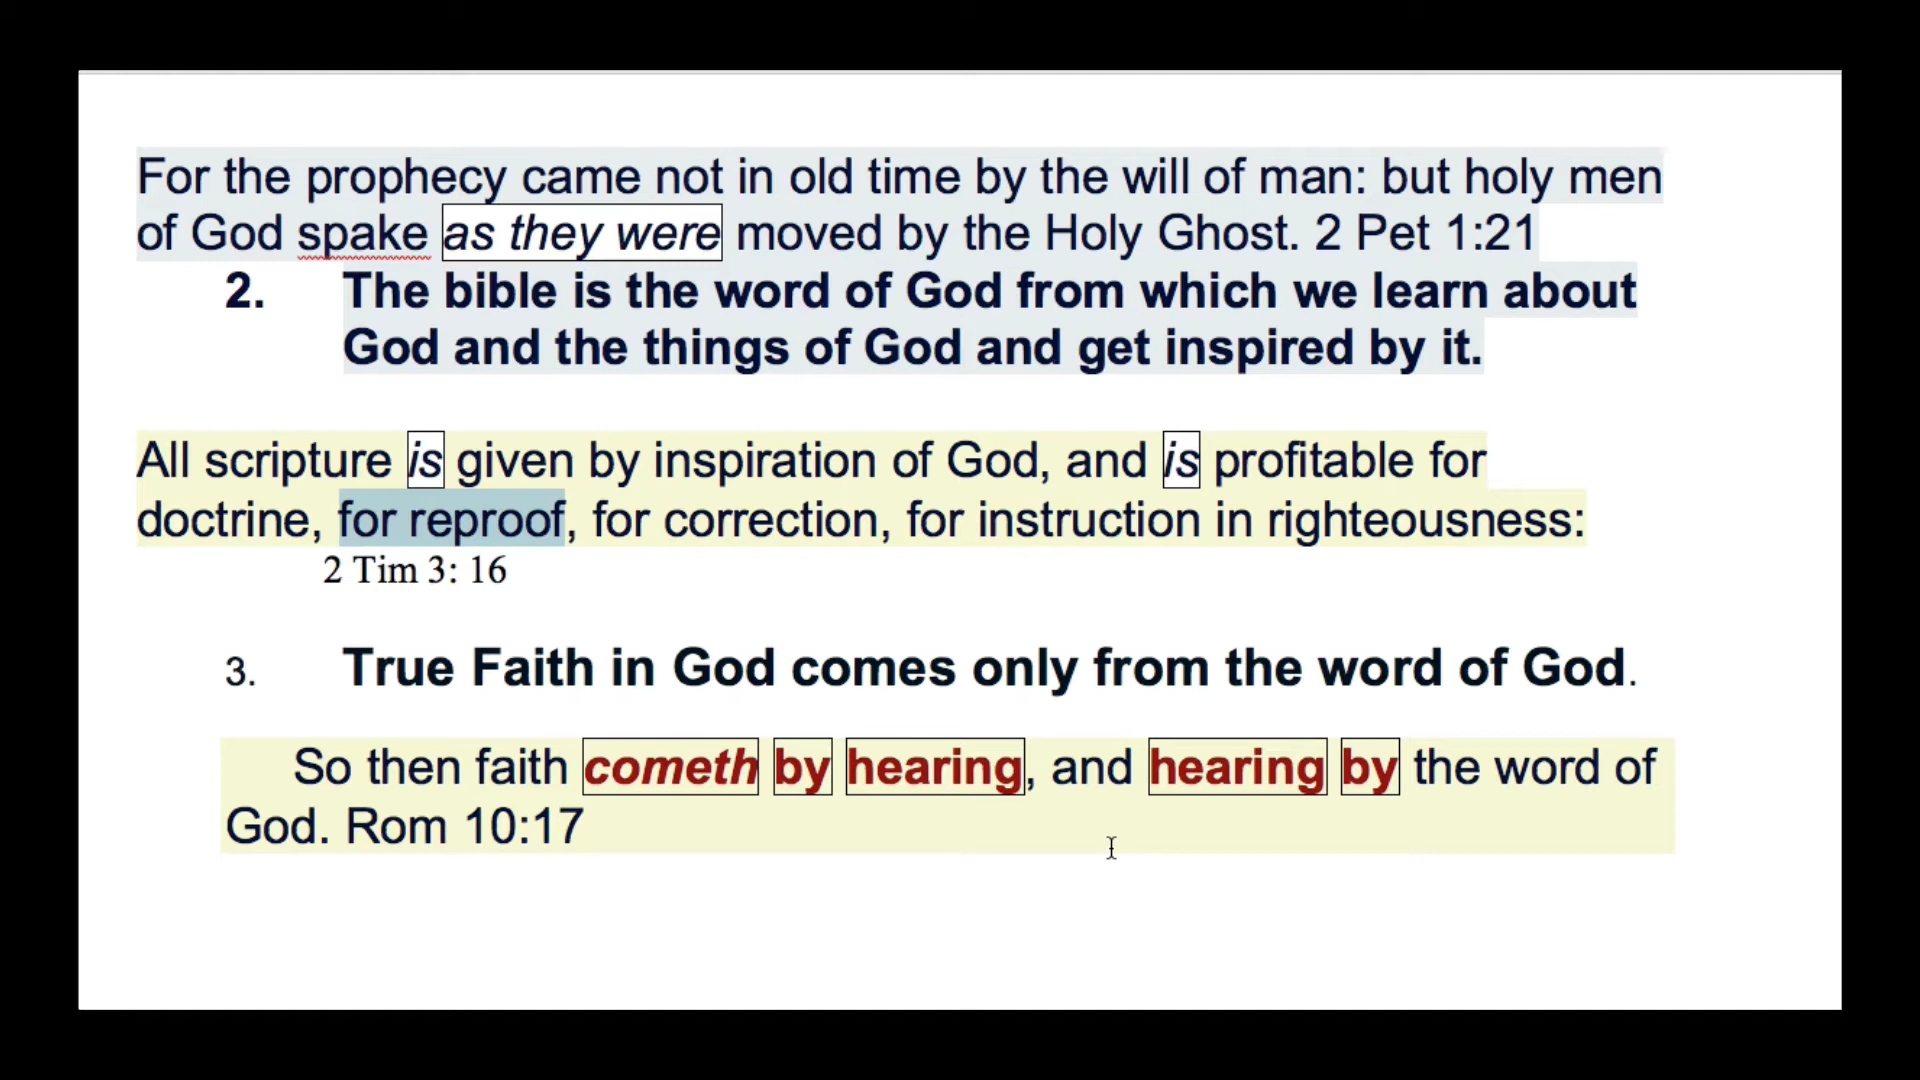 For the prophecy came not in old time by the will of man: but holy men
of God spake as they were moved by the Holy Ghost. 2 Pet 1:21
2. The bible is the word of God from which we learn about
God and the things of God and get inspired by it.
All scripture is given by inspiration of God, and is profitable for
doctrine, for reproof, for correction, for instruction in righteousness:
2 Tim 3: 16
3. True Faith in God comes only from the word of God.
So then faith cometh by hearing, and hearing by the word of
God. Rom 10:17